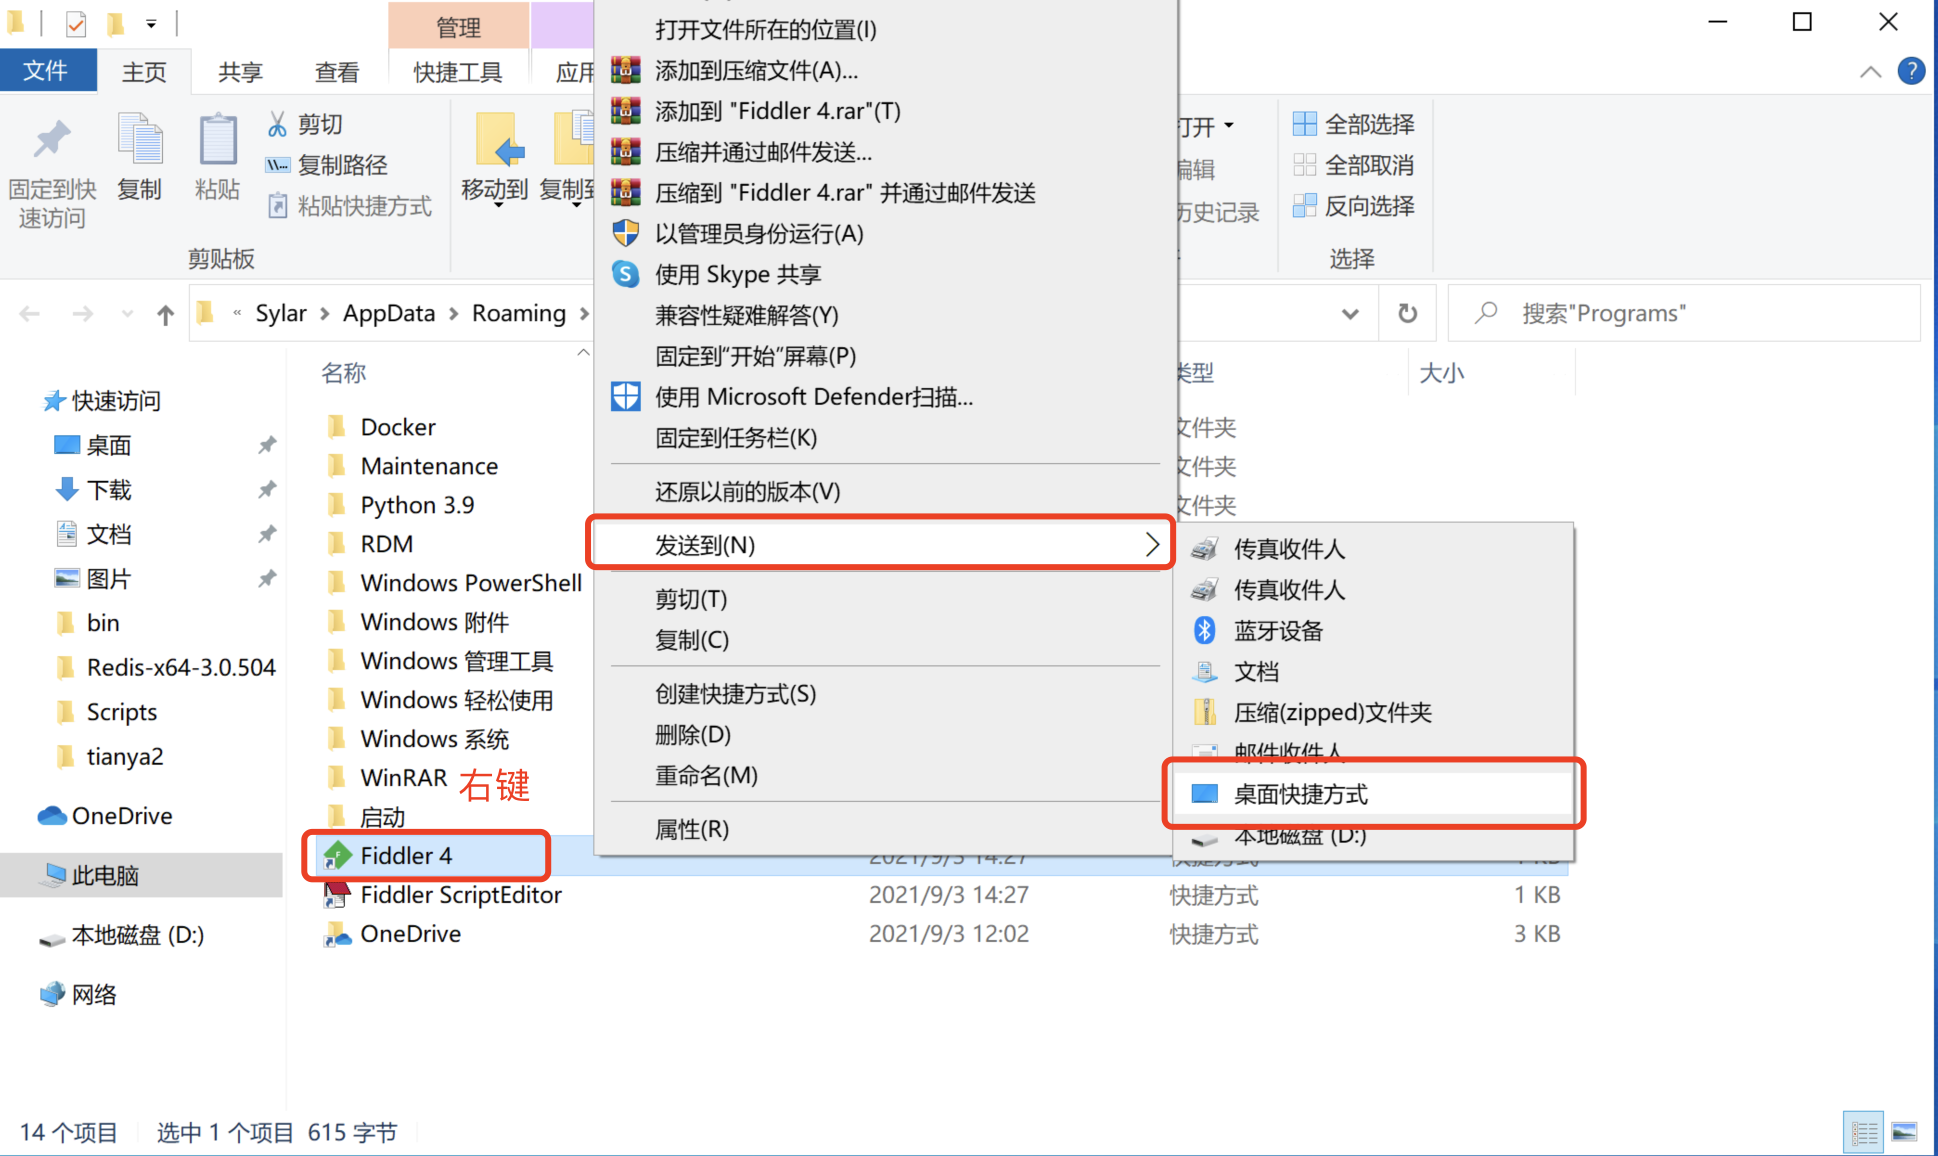 管理
文件
主页
共享
查看
快捷工具
应用
固定到快
速访问
复制
粘贴
剪切
复制路径
粘贴快捷方式
剪贴板
移动到
复制到
打开
编辑
历史记录
全部选择
全部取消
反向选择
选择
« Sylar > AppData > Roaming >
搜索"Programs"
名称
类型
大小
快速访问
桌面
下载
文档
图片
bin
Redis-x64-3.0.504
Scripts
tianya2
OneDrive
此电脑
本地磁盘 (D:)
网络
Docker
文件夹
Maintenance
文件夹
Python 3.9
文件夹
RDM
Windows PowerShell
Windows 附件
Windows 管理工具
Windows 轻松使用
Windows 系统
WinRAR
右键
启动
Fiddler 4
2021/9/3 14:27
快捷方式
1 KB
Fiddler ScriptEditor
2021/9/3 14:27
快捷方式
1 KB
OneDrive
2021/9/3 12:02
快捷方式
3 KB
打开文件所在的位置(I)
添加到压缩文件(A)...
添加到 "Fiddler 4.rar"(T)
压缩并通过邮件发送...
压缩到 "Fiddler 4.rar" 并通过邮件发送
以管理员身份运行(A)
使用 Skype 共享
兼容性疑难解答(Y)
固定到“开始”屏幕(P)
使用 Microsoft Defender扫描...
固定到任务栏(K)
还原以前的版本(V)
发送到(N)
剪切(T)
复制(C)
创建快捷方式(S)
删除(D)
重命名(M)
属性(R)
传真收件人
传真收件人
蓝牙设备
文档
压缩(zipped)文件夹
邮件收件人
桌面快捷方式
本地磁盘 (D:)
14 个项目
选中 1 个项目 615 字节